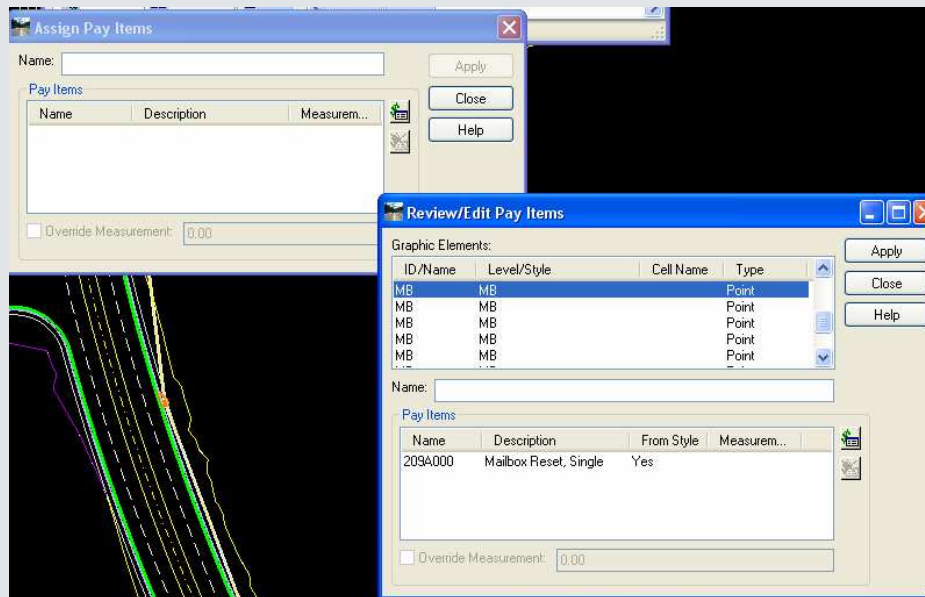 Assign Pay Items
Name:
Apply
Pay Items
Close
Name Description Measurem...
Help
Override Measurement: 0.00
Review/Edit Pay Items
Graphic Elements:
Apply
ID/Name Level/Style Cell Name Type
MB MB Point
Close
MB MB Point
MB MB Point
Help
MB MB Point
MB MB Point
Name:
Pay Items
Name Description From Style Measurem...
209A000 Mailbox Reset, Single Yes
Override Measurement: 0.00